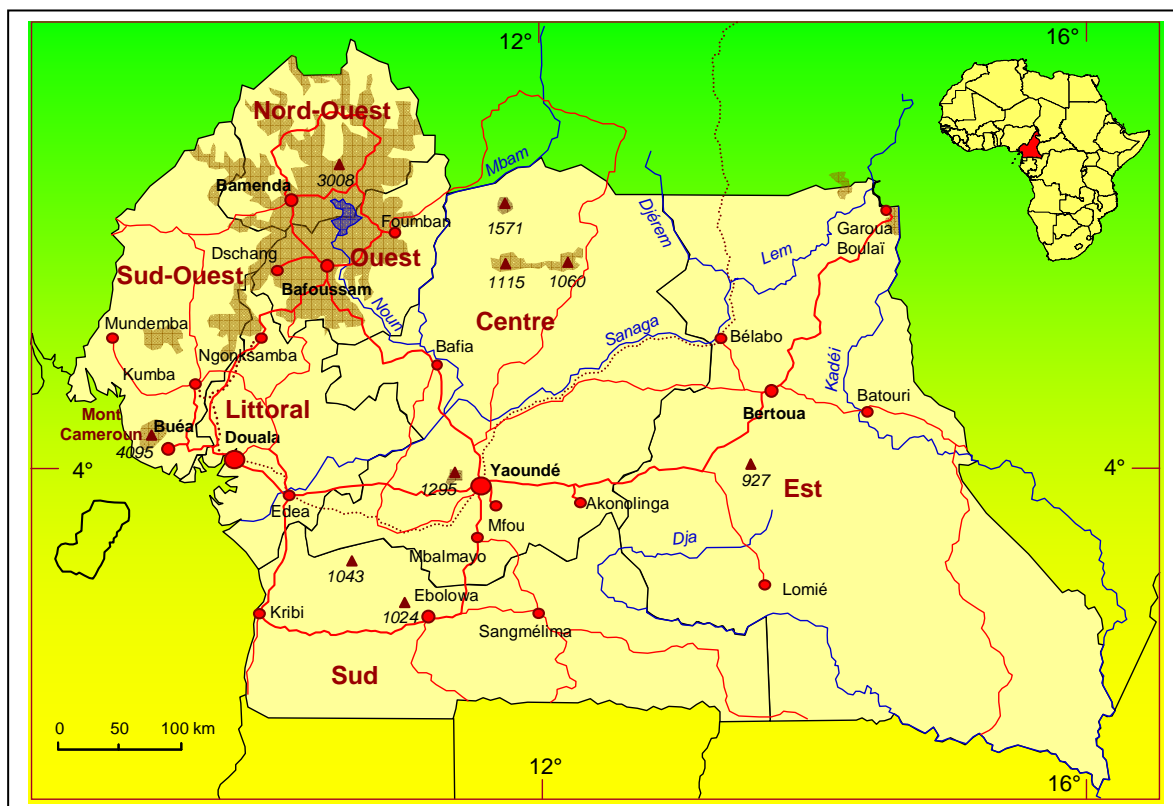 12°
16°
Nord-Ouest
Mbam
3008
Bamenda
1571
Foumban
Djérem
Garoua
Boulaï
Lem
Dschang
Ouest
Sud-Ouest
1115
1060
Bafoussam
Noun
Centre
Sanaga
Mundemba
Ngonksamba
Bélabo
Kadéi
Bafia
Kumba
Littoral
Bertoua
Batouri
Mont
Cameroun
Buéa
Douala
4095
4°
4°
Yaoundé
1295
927
Est
Edea
Akonolinga
Mfou
Dja
Mbalmayo
1043
Lomié
Ebolowa
1024
Kribi
Sangmélima
Sud
0 50 100 km
12°
16°